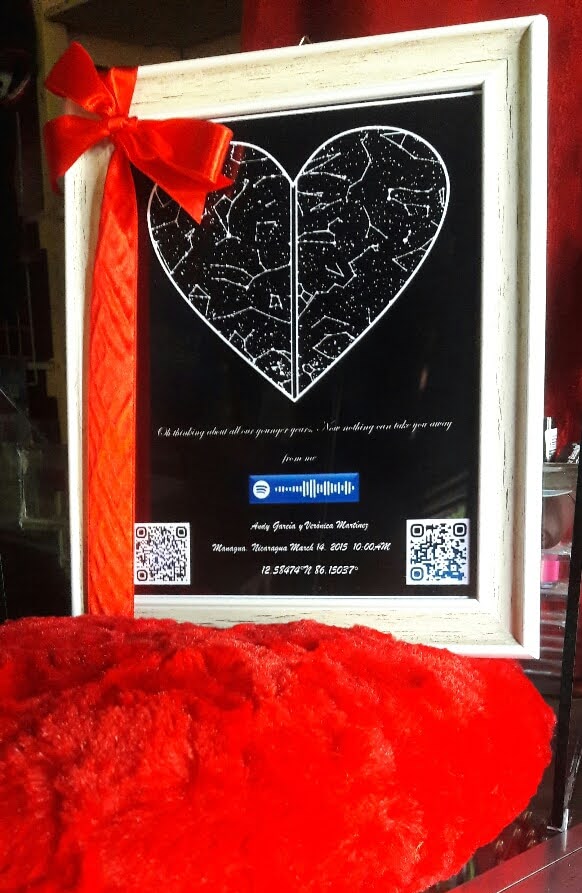 Oh thinking about all our younger years, Now nothing can take you away
from me
Andy García y Verónica Martínez
Managua, Nicaragua March 14, 2015 10:00AM
12.58474°N 86.15037°